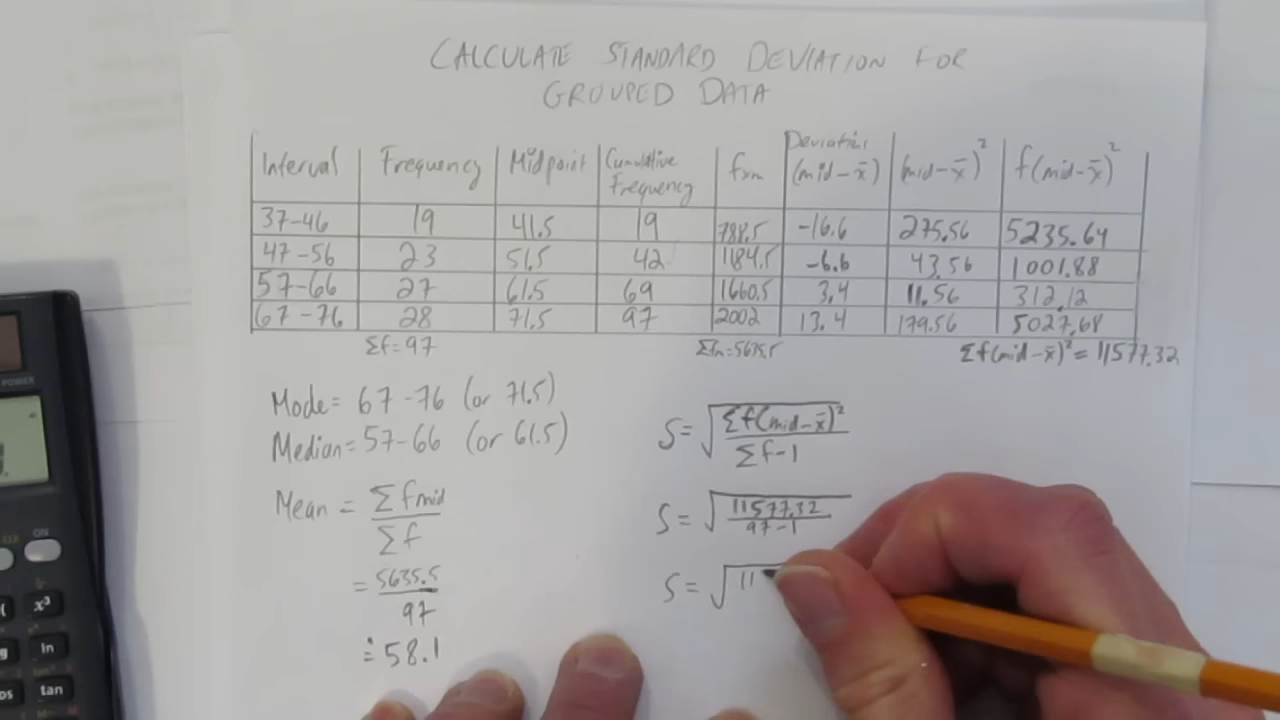 CALCULATE STANDARD DEVIATION FOR
GROUPED DATA
Interval Frequency Midpoint Cumulative Frequency fxm Deviation (mid-x̄) (mid-x̄)² f(mid-x̄)²
37-46 19 41.5 19 788.5 -16.6 275.56 5235.64
47-56 23 51.5 42 1184.5 -6.6 43.56 1001.88
57-66 27 61.5 69 1660.5 3.4 11.56 312.12
67-76 28 71.5 97 2002 13.4 179.56 5027.68
Σf=97 Σfm=5635.5 Σf(mid-x̄)²=11577.32
Mode= 67-76 (or 71.5)
Median= 57-66 (or 61.5)
Mean = Σfmid
Σf
= 5635.5
97
≐ 58.1
S=√Σf(mid-x̄)²
Σf-1
S=√11577.32
97-1
S=√11
POWER
ON
x³
ln
tan